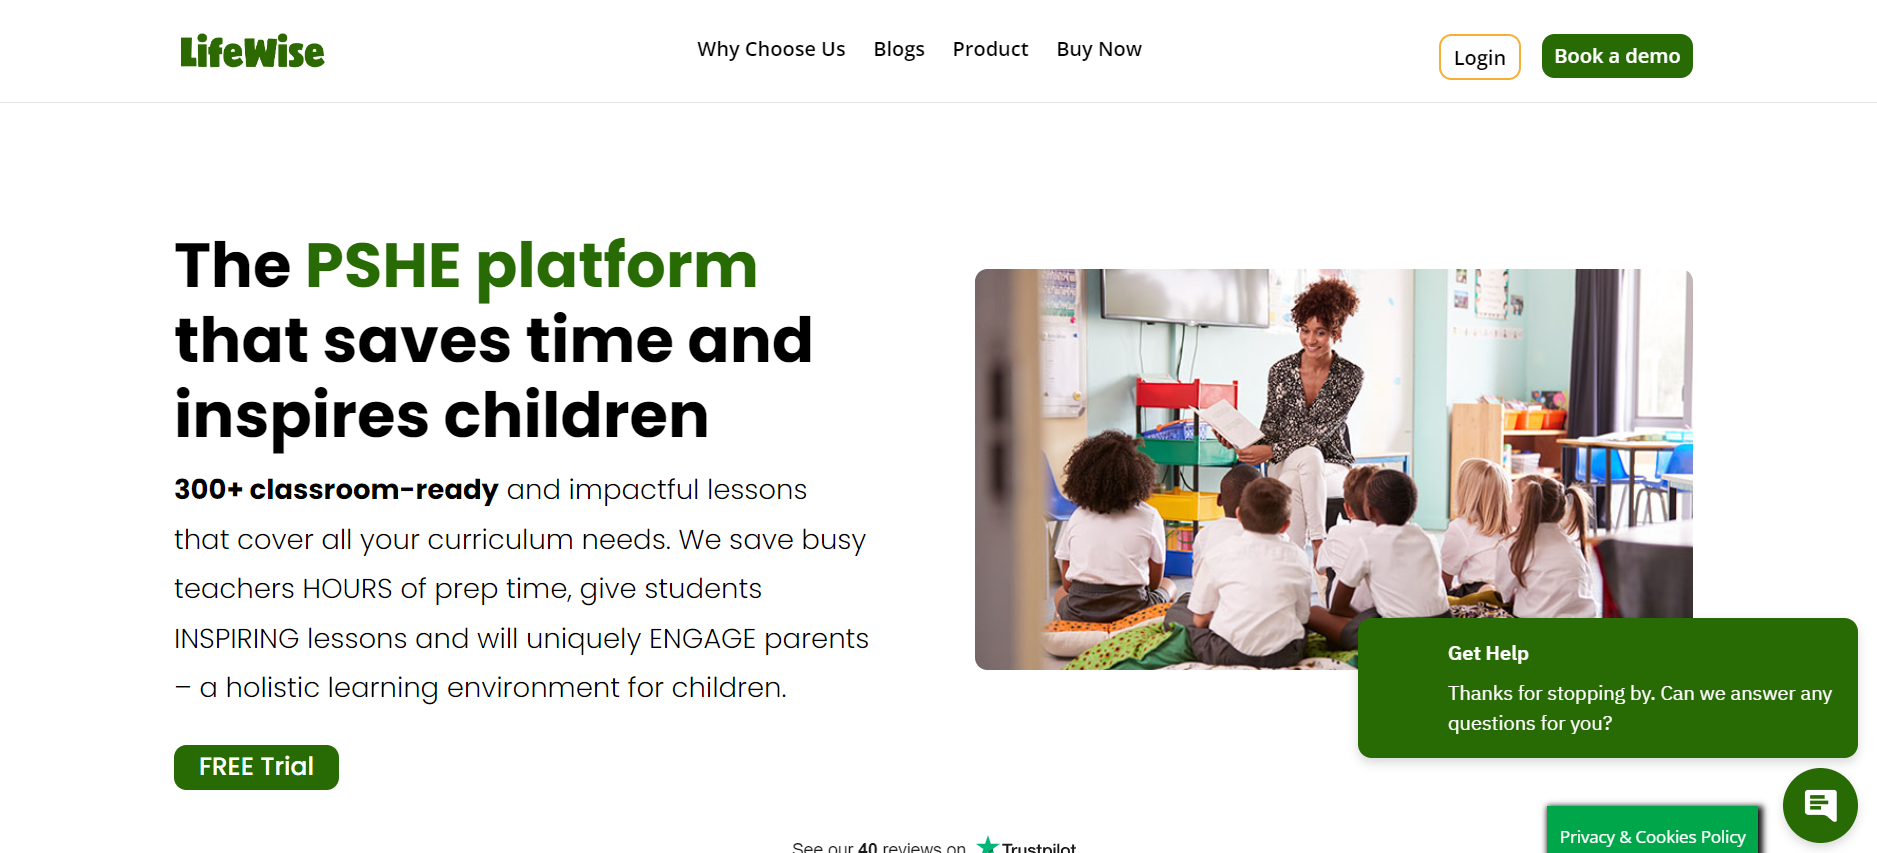 LifeWise
Why Choose Us
Blogs
Product
Buy Now
Login
Book a demo
The PSHE platform
that saves time and
inspires children
300+ classroom-ready and impactful lessons
that cover all your curriculum needs. We save busy
teachers HOURS of prep time, give students
INSPIRING lessons and will uniquely ENGAGE parents
– a holistic learning environment for children.
FREE Trial
Get Help
Thanks for stopping by. Can we answer any
questions for you?
See our 40 reviews on Trustpilot
Privacy & Cookies Policy